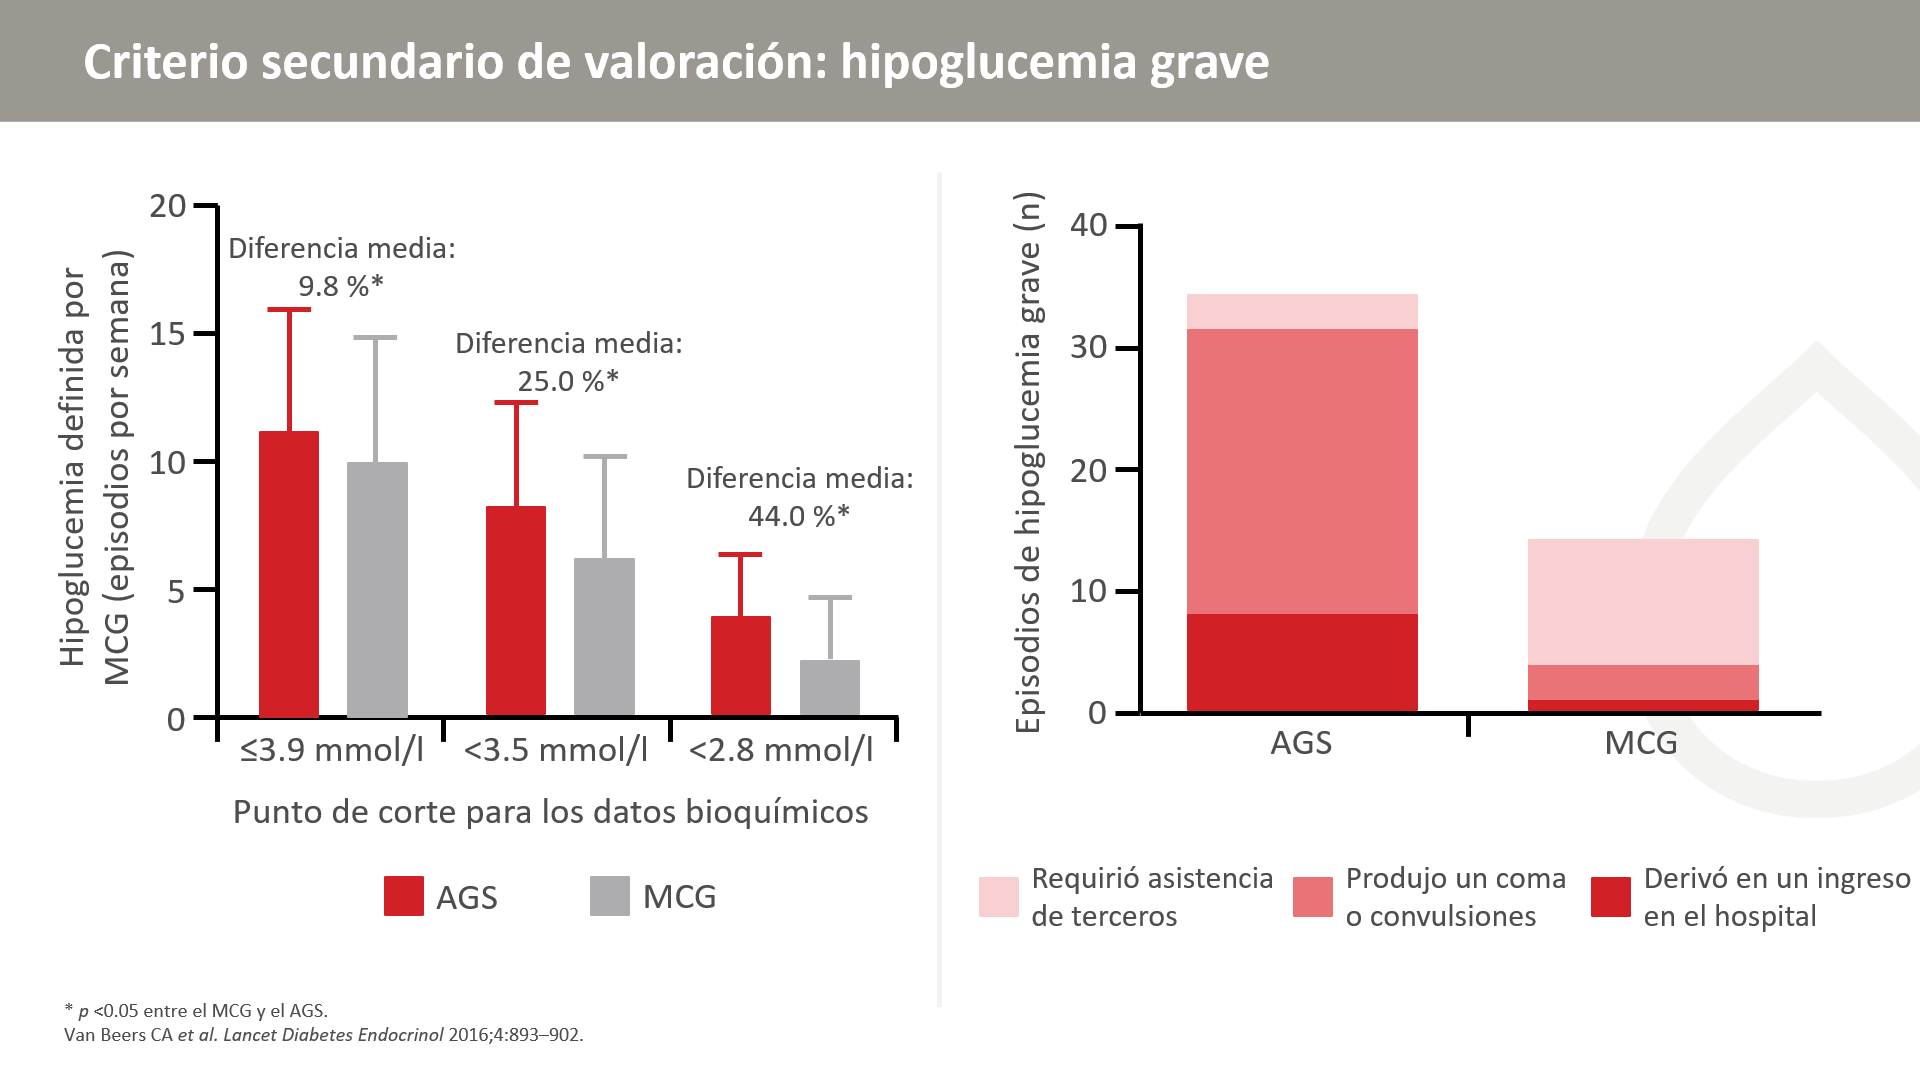 Criterio secundario de valoración: hipoglucemia grave
Hipoglucemia definida por
MCG (episodios por semana)
20
15
10
5
0
Diferencia media:
9.8 %*
Diferencia media:
25.0 %*
Diferencia media:
44.0 %*
≤3.9 mmol/l
<3.5 mmol/l
<2.8 mmol/l
Punto de corte para los datos bioquímicos
AGS
MCG
Episodios de hipoglucemia grave (n)
40
30
20
10
0
AGS
MCG
Requirió asistencia
de terceros
Produjo un coma
o convulsiones
Derivó en un ingreso
en el hospital
* p <0.05 entre el MCG y el AGS.
Van Beers CA et al. Lancet Diabetes Endocrinol 2016;4:893–902.